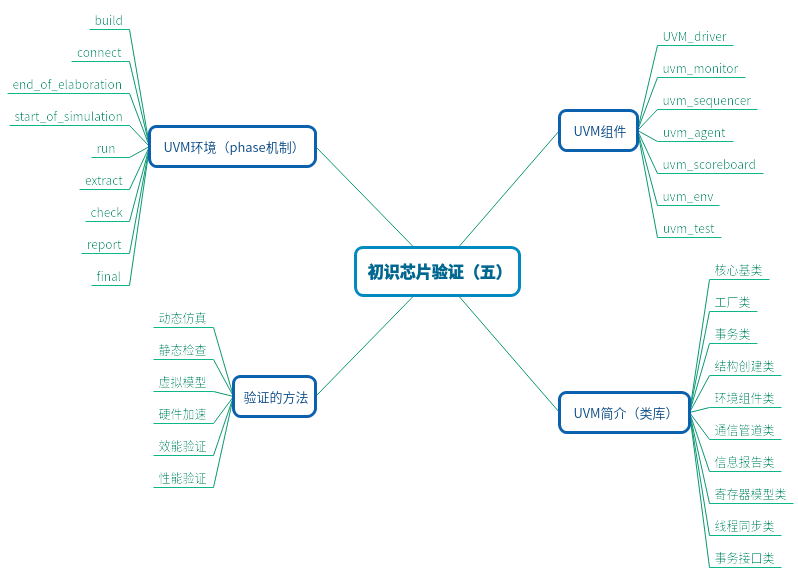 初识芯片验证（五）
UVM环境（phase机制）
build
connect
end_of_elaboration
start_of_simulation
run
extract
check
report
final
验证的方法
动态仿真
静态检查
虚拟模型
硬件加速
效能验证
性能验证
UVM组件
UVM_driver
uvm_monitor
uvm_sequencer
uvm_agent
uvm_scoreboard
uvm_env
uvm_test
UVM简介（类库）
核心基类
工厂类
事务类
结构创建类
环境组件类
通信管道类
信息报告类
寄存器模型类
线程同步类
事务接口类